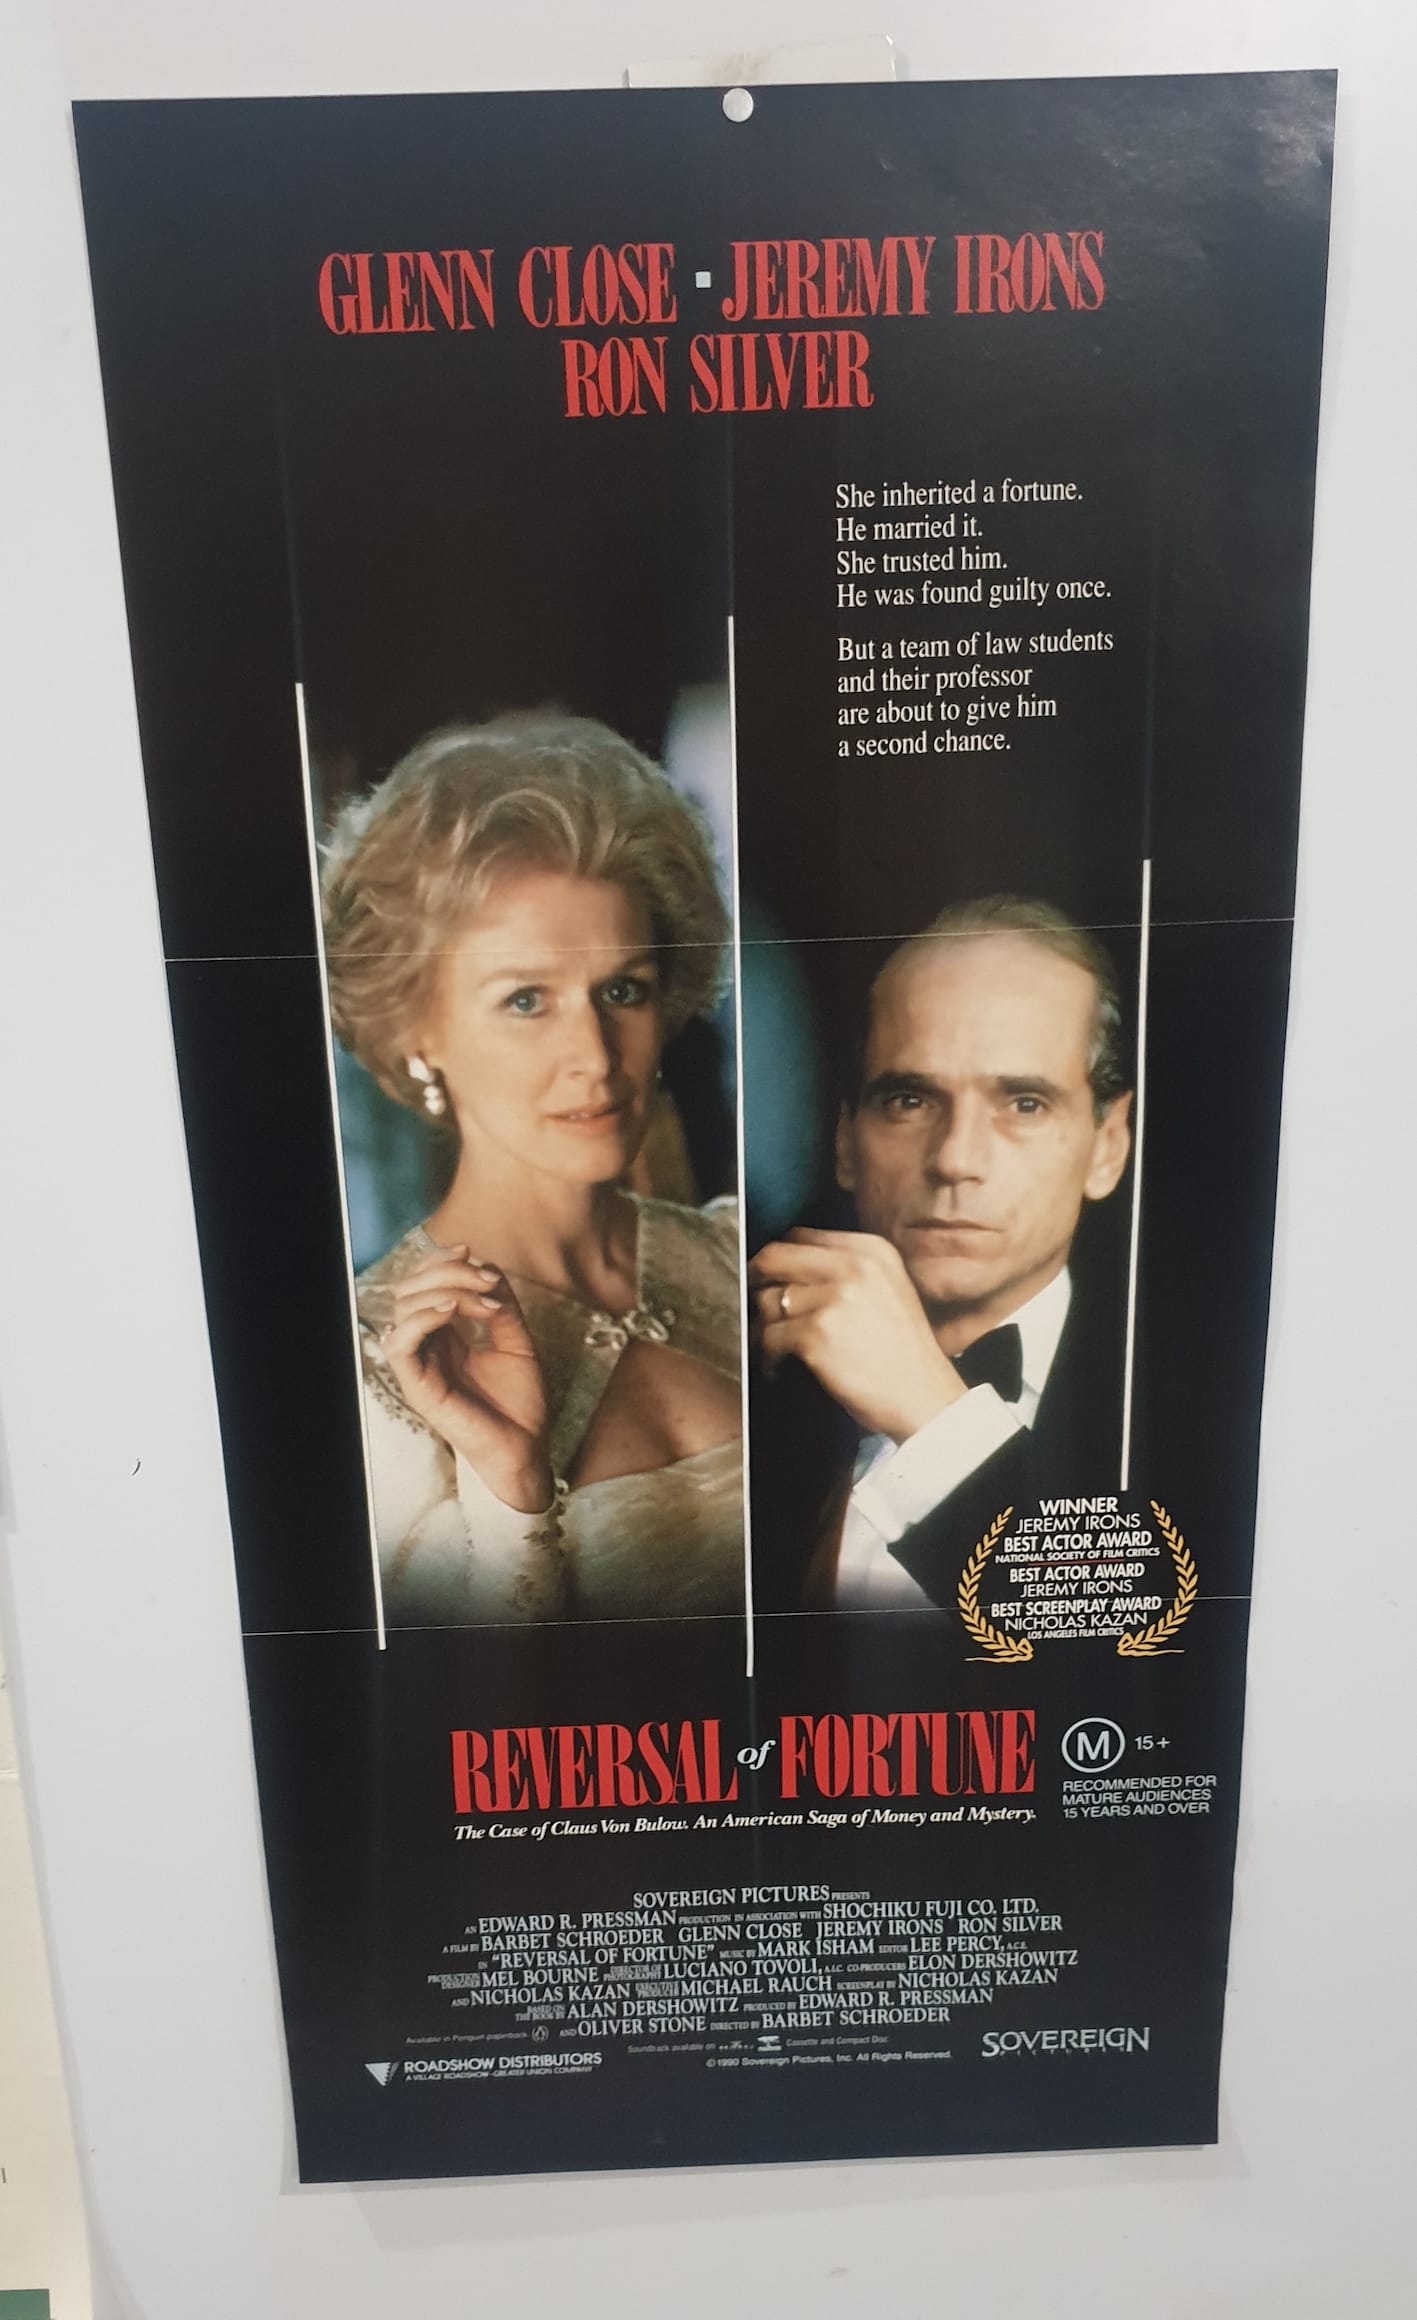 GLENN CLOSE ▪ JEREMY IRONS
RON SILVER
She inherited a fortune.
He married it.
She trusted him.
He was found guilty once.
But a team of law students
and their professor
are about to give him
a second chance.
WINNER
JEREMY IRONS
BEST ACTOR AWARD
NATIONAL SOCIETY OF FILM CRITICS
BEST ACTOR AWARD
JEREMY IRONS
BEST SCREENPLAY AWARD
NICHOLAS KAZAN
LOS ANGELES FILM CRITICS
REVERSAL of FORTUNE
The Case of Claus Von Bulow. An American Saga of Money and Mystery.
M 15+
RECOMMENDED FOR
MATURE AUDIENCES
15 YEARS AND OVER
SOVEREIGN PICTURES PRESENTS
AN EDWARD R. PRESSMAN PRODUCTION IN ASSOCIATION WITH SHOCHIKU FUJI CO. LTD.
A FILM BY BARBET SCHROEDER GLENN CLOSE JEREMY IRONS RON SILVER
IN "REVERSAL OF FORTUNE" MUSIC BY MARK ISHAM EDITOR LEE PERCY, A.C.E.
PRODUCTION DESIGNER MEL BOURNE DIRECTOR OF PHOTOGRAPHY LUCIANO TOVOLI, A.I.C. CO-PRODUCERS ELON DERSHOWITZ
AND NICHOLAS KAZAN EXECUTIVE PRODUCER MICHAEL RAUCH SCREENPLAY BY NICHOLAS KAZAN
BASED ON THE BOOK BY ALAN DERSHOWITZ PRODUCED BY EDWARD R. PRESSMAN
AND OLIVER STONE DIRECTED BY BARBET SCHROEDER
Available in Penguin paperback
Soundtrack available on Cassette and Compact Disc
ROADSHOW DISTRIBUTORS
A VILLAGE ROADSHOW-GREATER UNION COMPANY
©1990 Sovereign Pictures, Inc. All Rights Reserved.
SOVEREIGN
PICTURES